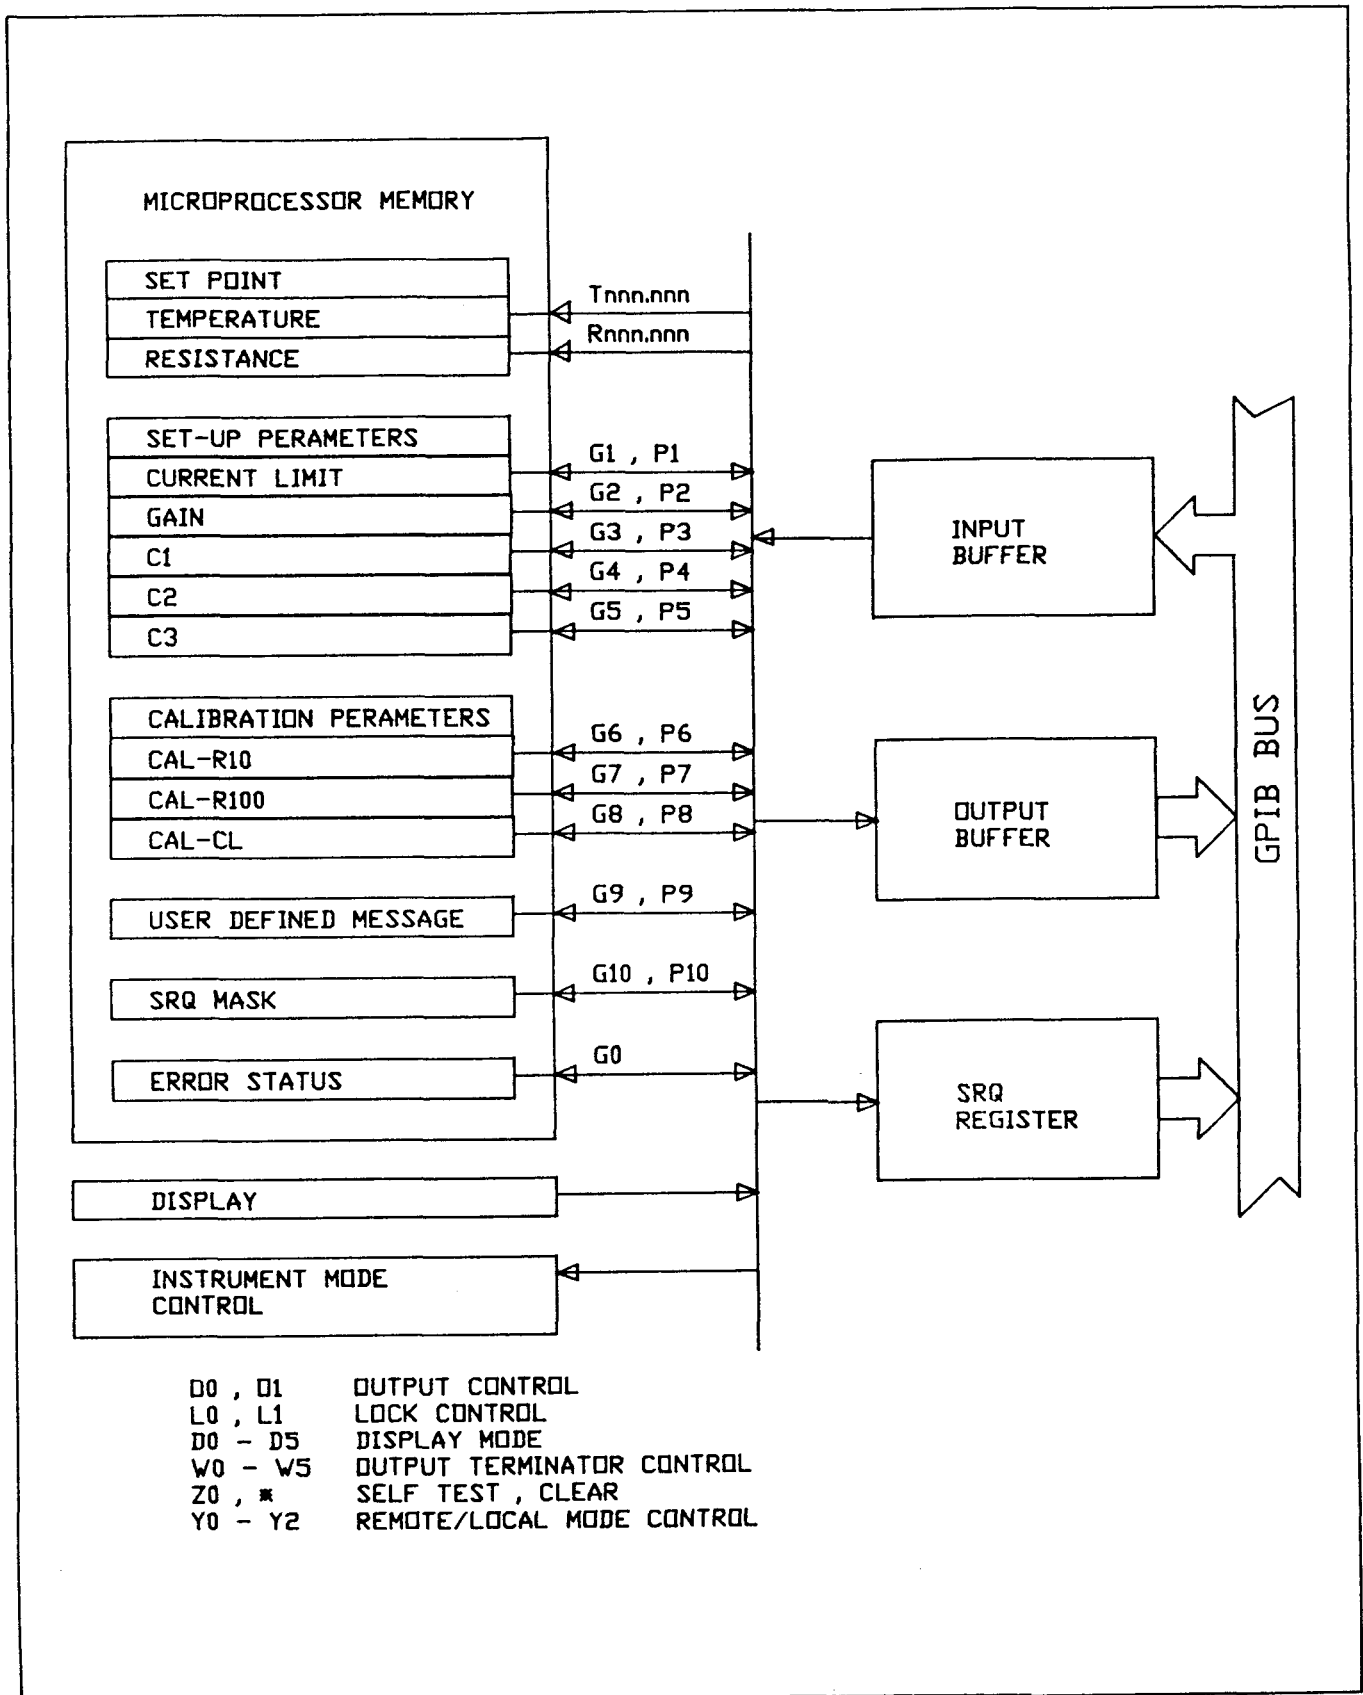 MICROPROCESSOR MEMORY
SET POINT
TEMPERATURE
RESISTANCE
Tnnn.nnn
Rnnn.nnn
SET-UP PERAMETERS
CURRENT LIMIT
GAIN
C1
C2
C3
G1 , P1
G2 , P2
G3 , P3
G4 , P4
G5 , P5
CALIBRATION PERAMETERS
CAL-R10
CAL-R100
CAL-CL
G6 , P6
G7 , P7
G8 , P8
USER DEFINED MESSAGE
G9 , P9
SRQ MASK
G10 , P10
ERROR STATUS
G0
DISPLAY
INSTRUMENT MODE
CONTROL
INPUT
BUFFER
OUTPUT
BUFFER
SRQ
REGISTER
GPIB BUS
O0 , O1 OUTPUT CONTROL
L0 , L1 LOCK CONTROL
D0 - D5 DISPLAY MODE
W0 - W5 OUTPUT TERMINATOR CONTROL
Z0 , * SELF TEST , CLEAR
Y0 - Y2 REMOTE/LOCAL MODE CONTROL